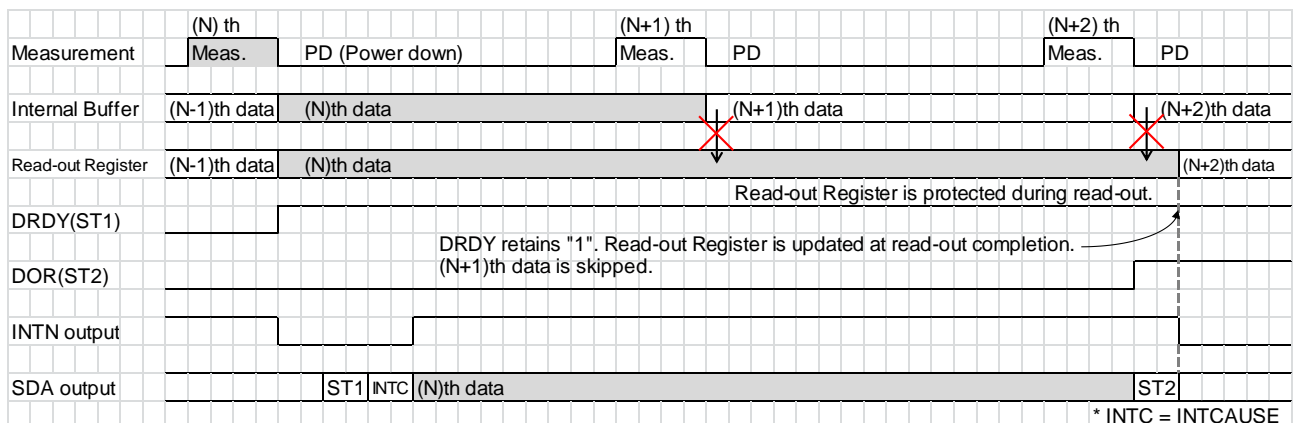 (N) th (N+1) th (N+2) th
Measurement Meas. PD (Power down) Meas. PD Meas. PD
Internal Buffer (N-1)th data (N)th data (N+1)th data (N+2)th data
Read-out Register (N-1)th data (N)th data (N+2)th data
Read-out Register is protected during read-out.
DRDY(ST1)
DRDY retains "1". Read-out Register is updated at read-out completion.
(N+1)th data is skipped.
DOR(ST2)
INTN output
SDA output ST1 INTC (N)th data ST2
* INTC = INTCAUSE